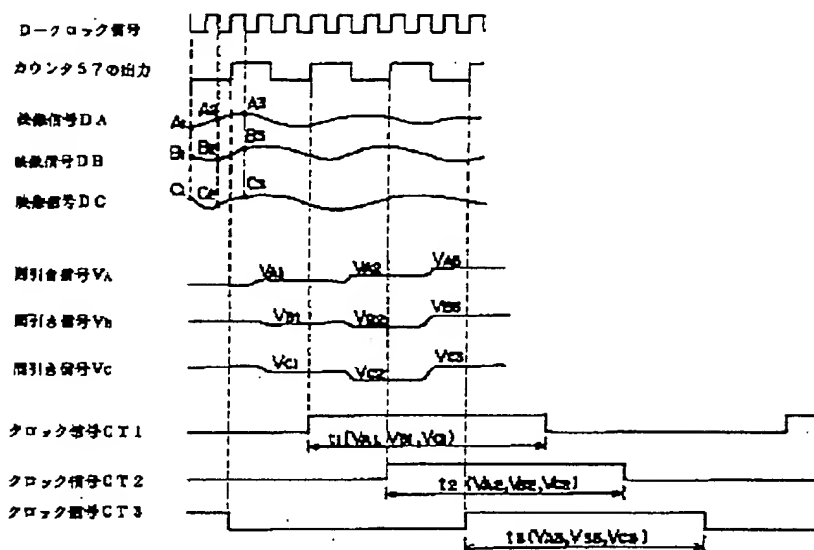 Dークロック信号
カウンタ57の出力
映像信号DA
A1 A2 A3
映像信号DB
B1 B2 B3
映像信号DC
C1 C2 C3
間引き信号VA
VA1 VA2 VA3
間引き信号VB
VB1 VB2 VB3
間引き信号VC
VC1 VC2 VC3
クロック信号CT1
t1(VA1,VB1,VC1)
クロック信号CT2
t2(VA2,VB2,VC2)
クロック信号CT3
t3(VA3,VB3,VC3)